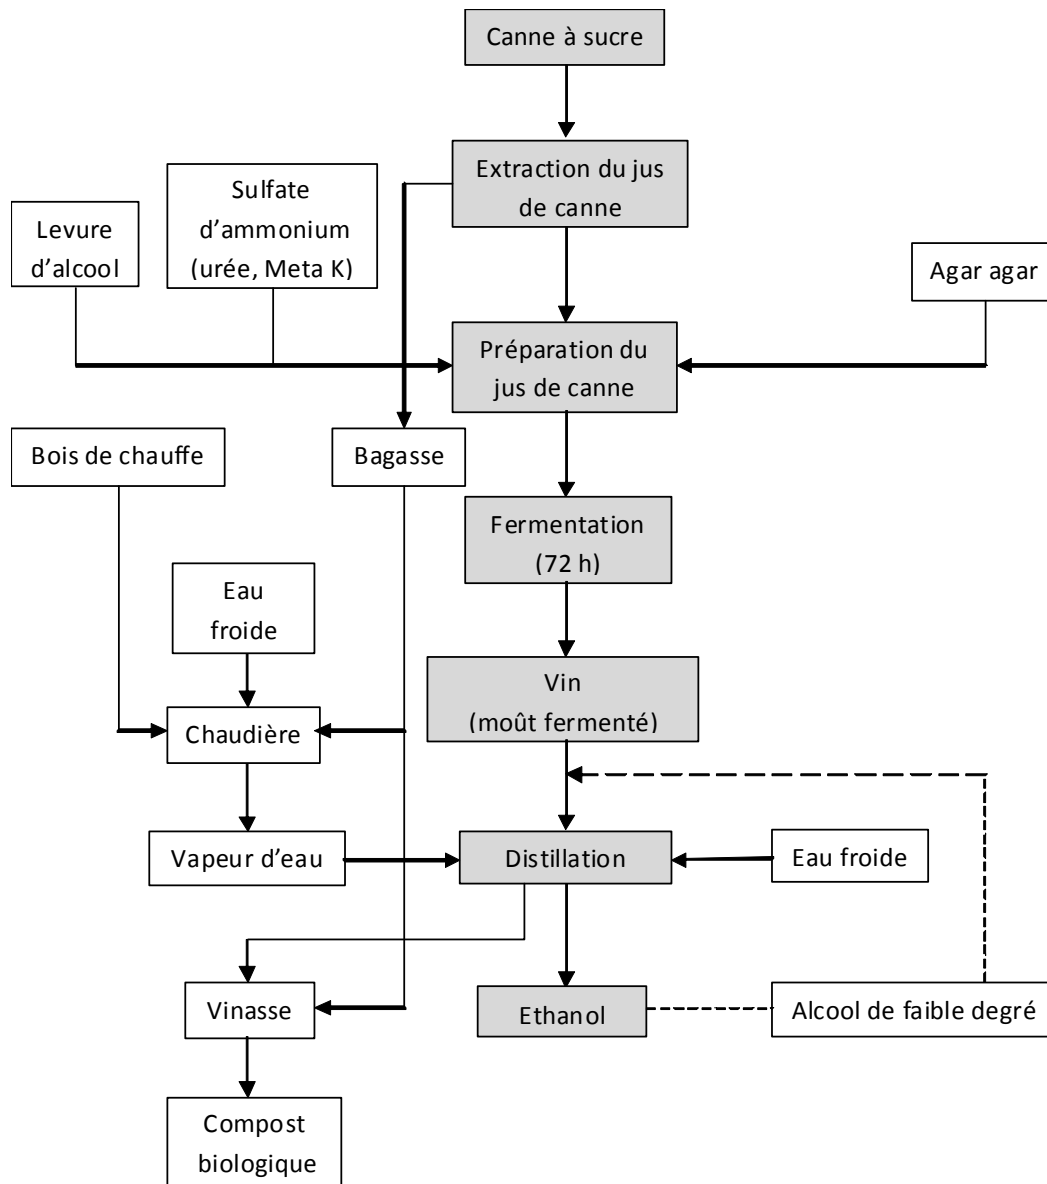 Canne à sucre
Extraction du jus
de canne
Sulfate
d’ammonium
(urée, Meta K)
Levure
d’alcool
Agar agar
Préparation du
jus de canne
Bois de chauffe
Bagasse
Fermentation
(72 h)
Eau
froide
Vin
(moût fermenté)
Chaudière
Vapeur d’eau
Distillation
Eau froide
Vinasse
Ethanol
Alcool de faible degré
Compost
biologique